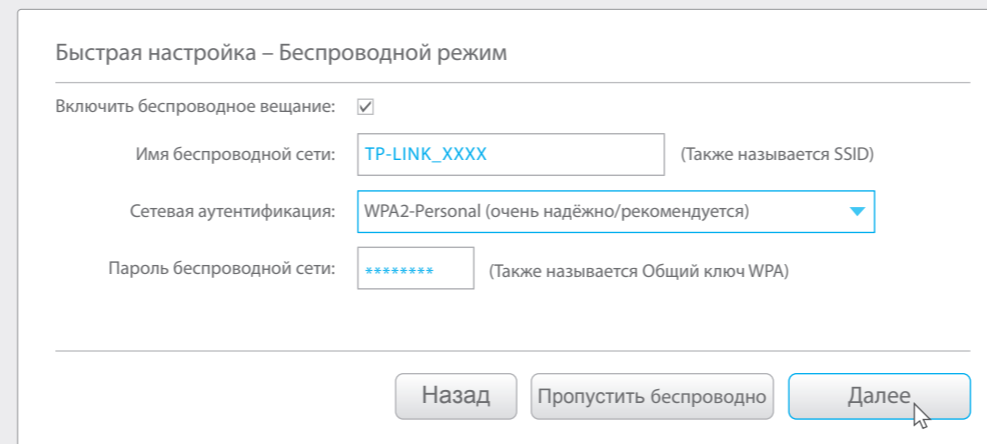 Быстрая настройка – Беспроводной режим
Включить беспроводное вещание:
Имя беспроводной сети: TP-LINK_XXXX (Также называется SSID)
Сетевая аутентификация: WPA2-Personal (очень надёжно/рекомендуется)
Пароль беспроводной сети: ******** (Также называется Общий ключ WPA)
Назад Пропустить беспроводно Далее